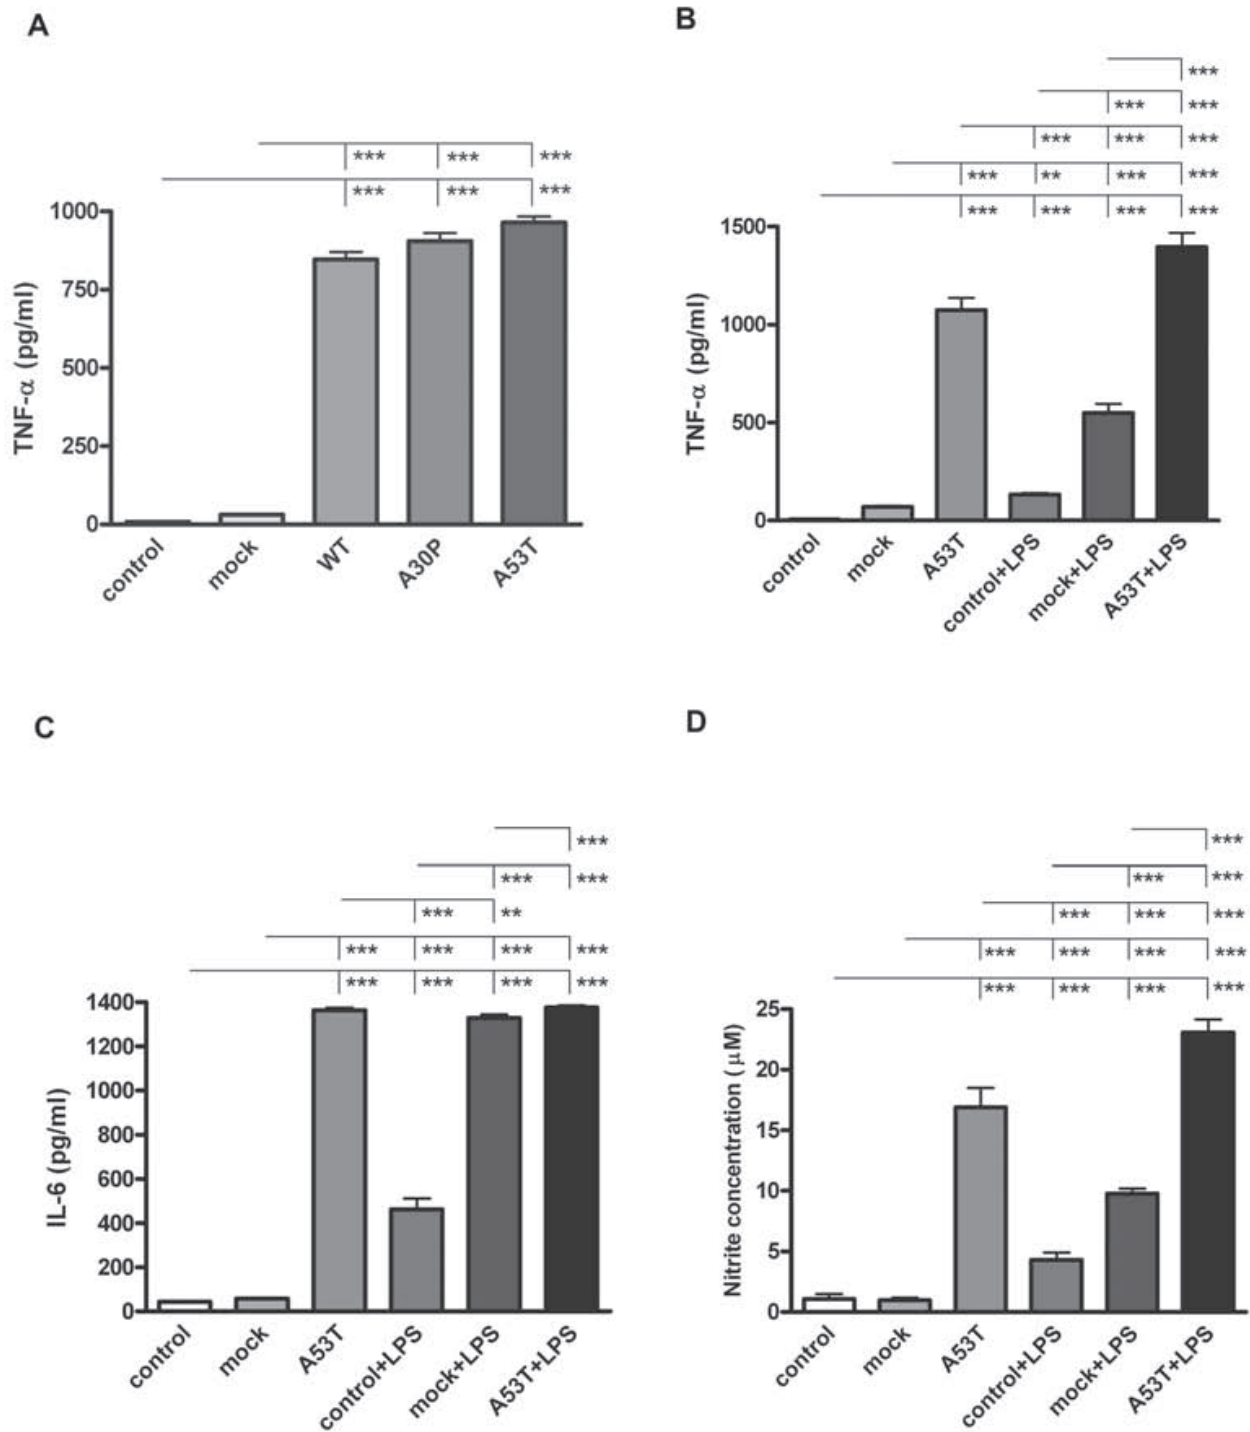 A
*** *** ***
*** *** ***
1000
750
500
250
0
TNF-α (pg/ml)
control mock WT A30P A53T
B
***
*** ***
*** *** ***
*** ** *** ***
*** *** *** ***
1500
1000
500
0
TNF-α (pg/ml)
control mock A53T control+LPS mock+LPS A53T+LPS
C
***
*** ***
*** **
*** *** *** ***
*** *** *** ***
1400
1200
1000
800
600
400
200
0
IL-6 (pg/ml)
control mock A53T control+LPS mock+LPS A53T+LPS
D
***
*** ***
*** *** ***
*** *** *** ***
*** *** *** ***
25
20
15
10
5
0
Nitrite concentration (μM)
control mock A53T control+LPS mock+LPS A53T+LPS